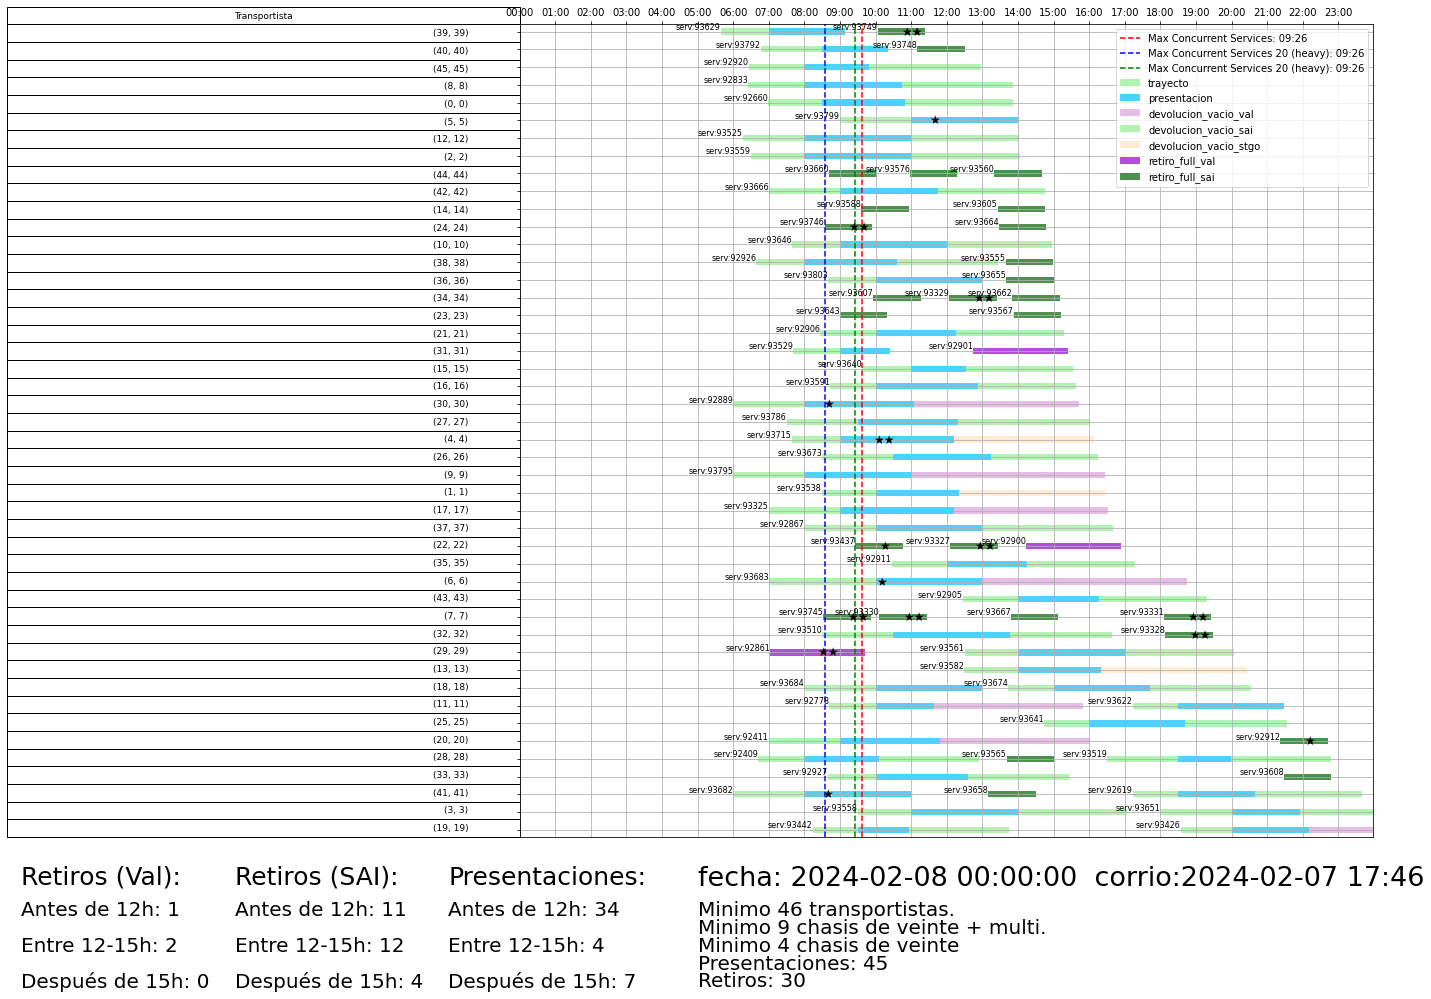 Transportista
00:00 01:00 02:00 03:00 04:00 05:00 06:00 07:00 08:00 09:00 10:00 11:00 12:00 13:00 14:00 15:00 16:00 17:00 18:00 19:00 20:00 21:00 22:00 23:00
Max Concurrent Services: 09:26
Max Concurrent Services 20 (heavy): 09:26
Max Concurrent Services 20 (heavy): 09:26
trayecto
presentacion
devolucion_vacio_val
devolucion_vacio_sai
devolucion_vacio_stgo
retiro_full_val
retiro_full_sai
(39, 39) serv:93629 serv:93749
(40, 40) serv:93792 serv:93748
(45, 45) serv:92920
(8, 8) serv:92833
(0, 0) serv:92660
(5, 5) serv:93799
(12, 12) serv:93525
(2, 2) serv:93559
(44, 44) serv:93660 serv:93576 serv:93560
(42, 42) serv:93666
(14, 14) serv:93588 serv:93605
(24, 24) serv:93746 serv:93664
(10, 10) serv:93646
(38, 38) serv:92926 serv:93555
(36, 36) serv:93803 serv:93655
(34, 34) serv:93607 serv:93329 serv:93662
(23, 23) serv:93643 serv:93567
(21, 21) serv:92906
(31, 31) serv:93529 serv:92901
(15, 15) serv:93640
(16, 16) serv:93591
(30, 30) serv:92889
(27, 27) serv:93786
(4, 4) serv:93715
(26, 26) serv:93673
(9, 9) serv:93795
(1, 1) serv:93538
(17, 17) serv:93325
(37, 37) serv:92867
(22, 22) serv:93437 serv:93327 serv:92900
(35, 35) serv:92911
(6, 6) serv:93683
(43, 43) serv:92905
(7, 7) serv:93745 serv:93330 serv:93667 serv:93331
(32, 32) serv:93510 serv:93328
(29, 29) serv:92861 serv:93561
(13, 13) serv:93582
(18, 18) serv:93684 serv:93674
(11, 11) serv:92778 serv:93622
(25, 25) serv:93641
(20, 20) serv:92411 serv:92912
(28, 28) serv:92409 serv:93565 serv:93519
(33, 33) serv:92927 serv:93608
(41, 41) serv:93682 serv:93658 serv:92619
(3, 3) serv:93558 serv:93651
(19, 19) serv:93442 serv:93426
Retiros (Val):
Antes de 12h: 1
Entre 12-15h: 2
Después de 15h: 0
Retiros (SAI):
Antes de 12h: 11
Entre 12-15h: 12
Después de 15h: 4
Presentaciones:
Antes de 12h: 34
Entre 12-15h: 4
Después de 15h: 7
fecha: 2024-02-08 00:00:00 corrio:2024-02-07 17:46
Minimo 46 transportistas.
Minimo 9 chasis de veinte + multi.
Minimo 4 chasis de veinte
Presentaciones: 45
Retiros: 30